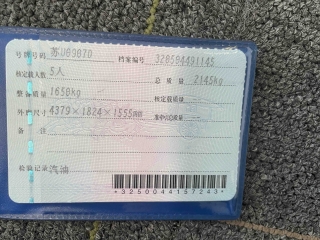 号牌号码 苏U69870 档案编号 320584491145
核定载人数 5人 总质量 2145kg
整备质量 1650kg 核定载质量 --
外廓尺寸 4379×1824×1555mm 准牵引总质量 --
备注
检验记录 汽油
*3250044157243*